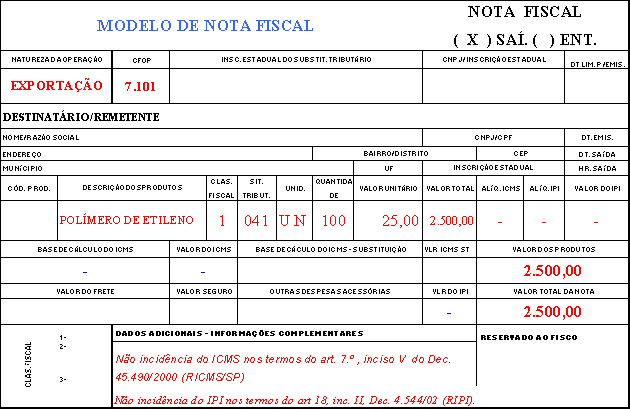 MODELO DE NOTA FISCAL
NOTA FISCAL
( X ) SAÍ. ( ) ENT.
NATUREZA DA OPERAÇÃO CFOP INSC. ESTADUAL DO SUBSTIT. TRIBUTÁRIO CNPJ/INSCRIÇÃO ESTADUAL DT LIM. P/EMIS.
EXPORTAÇÃO 7.101
DESTINATÁRIO/REMETENTE
NOME/RAZÃO SOCIAL CNPJ/CPF DT. EMIS.
ENDEREÇO BAIRRO/DISTRITO CEP DT. SAÍDA
MUNICÍPIO UF INSCRIÇÃO ESTADUAL HR. SAÍDA
CÓD. PROD. DESCRIÇÃO DOS PRODUTOS CLAS. FISCAL SIT. TRIBUT. UNID. QUANTIDA DE VALOR UNITÁRIO VALOR TOTAL ALÍQ. ICMS ALÍQ. IPI VALOR DO IPI
POLÍMERO DE ETILENO 1 041 UN 100 25,00 2.500,00 - - -
BASE DE CÁLCULO DO ICMS VALOR DO ICMS BASE DE CÁCULO DO ICMS - SUBSTITUIÇÃO VLR ICMS ST VALOR DOS PRODUTOS
- - 2.500,00
VALOR DO FRETE VALOR SEGURO OUTRAS DESPESAS ACESSÓRIAS VLR DO IPI VALOR TOTAL DA NOTA
- 2.500,00
CLAS. FISCAL
1-
2-
3-
DADOS ADICIONAIS - INFORMAÇÕES COMPLEMENTARES
RESERVADO AO FISCO
Não incidência do ICMS nos termos do art. 7.º , inciso V do Dec.
45.490/2000 (RICMS/SP)
Não incidência do IPI nos termos do art 18, inc. II, Dec. 4.544/02 (RIPI).